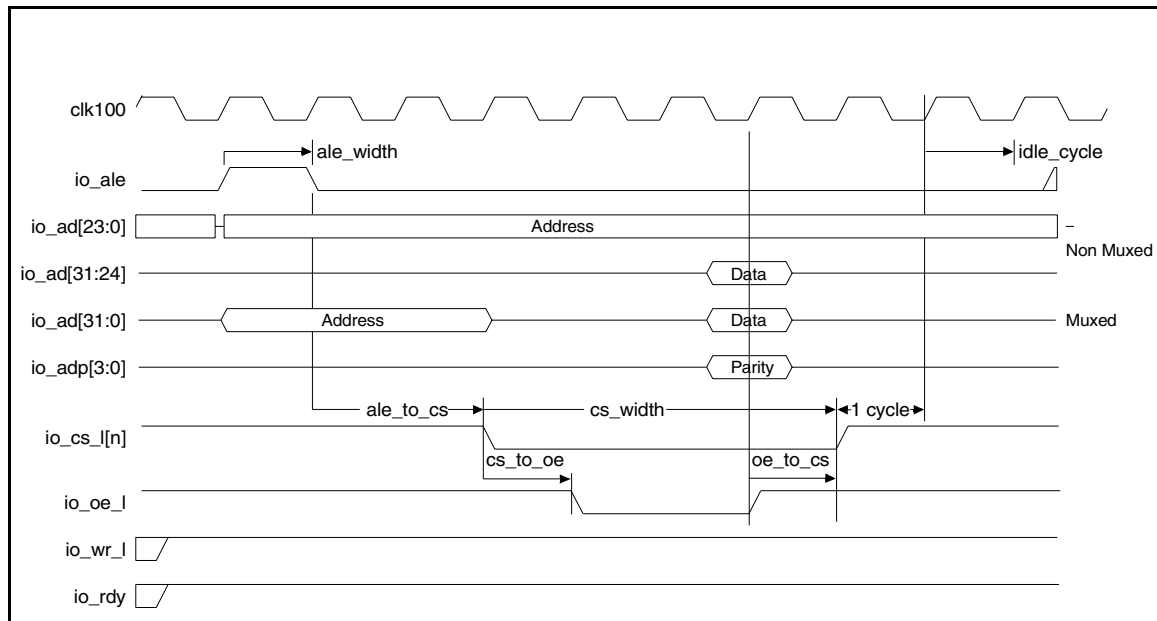 clk100
ale_width
idle_cycle
io_ale
io_ad[23:0] Address
Non Muxed
io_ad[31:24] Data
io_ad[31:0] Address Data Muxed
io_adp[3:0] Parity
ale_to_cs cs_width 1 cycle
io_cs_l[n]
cs_to_oe oe_to_cs
io_oe_l
io_wr_l
io_rdy